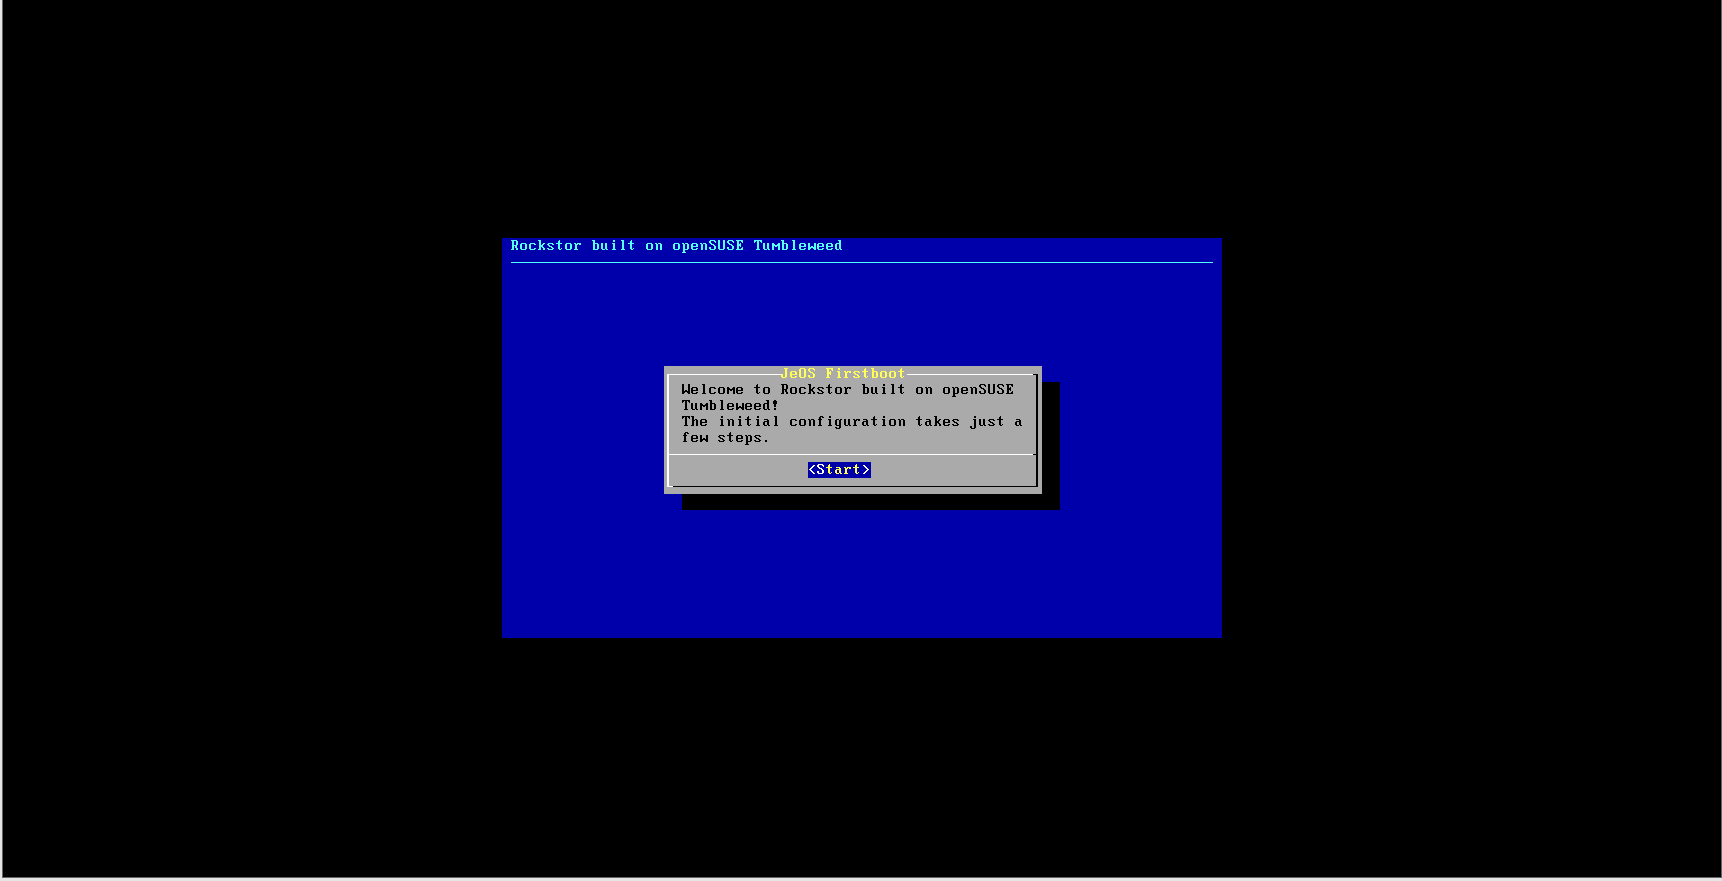 Rockstor built on openSUSE Tumbleweed
JeOS Firstboot
Welcome to Rockstor built on openSUSE
Tumbleweed!
The initial configuration takes just a
few steps.
<Start>